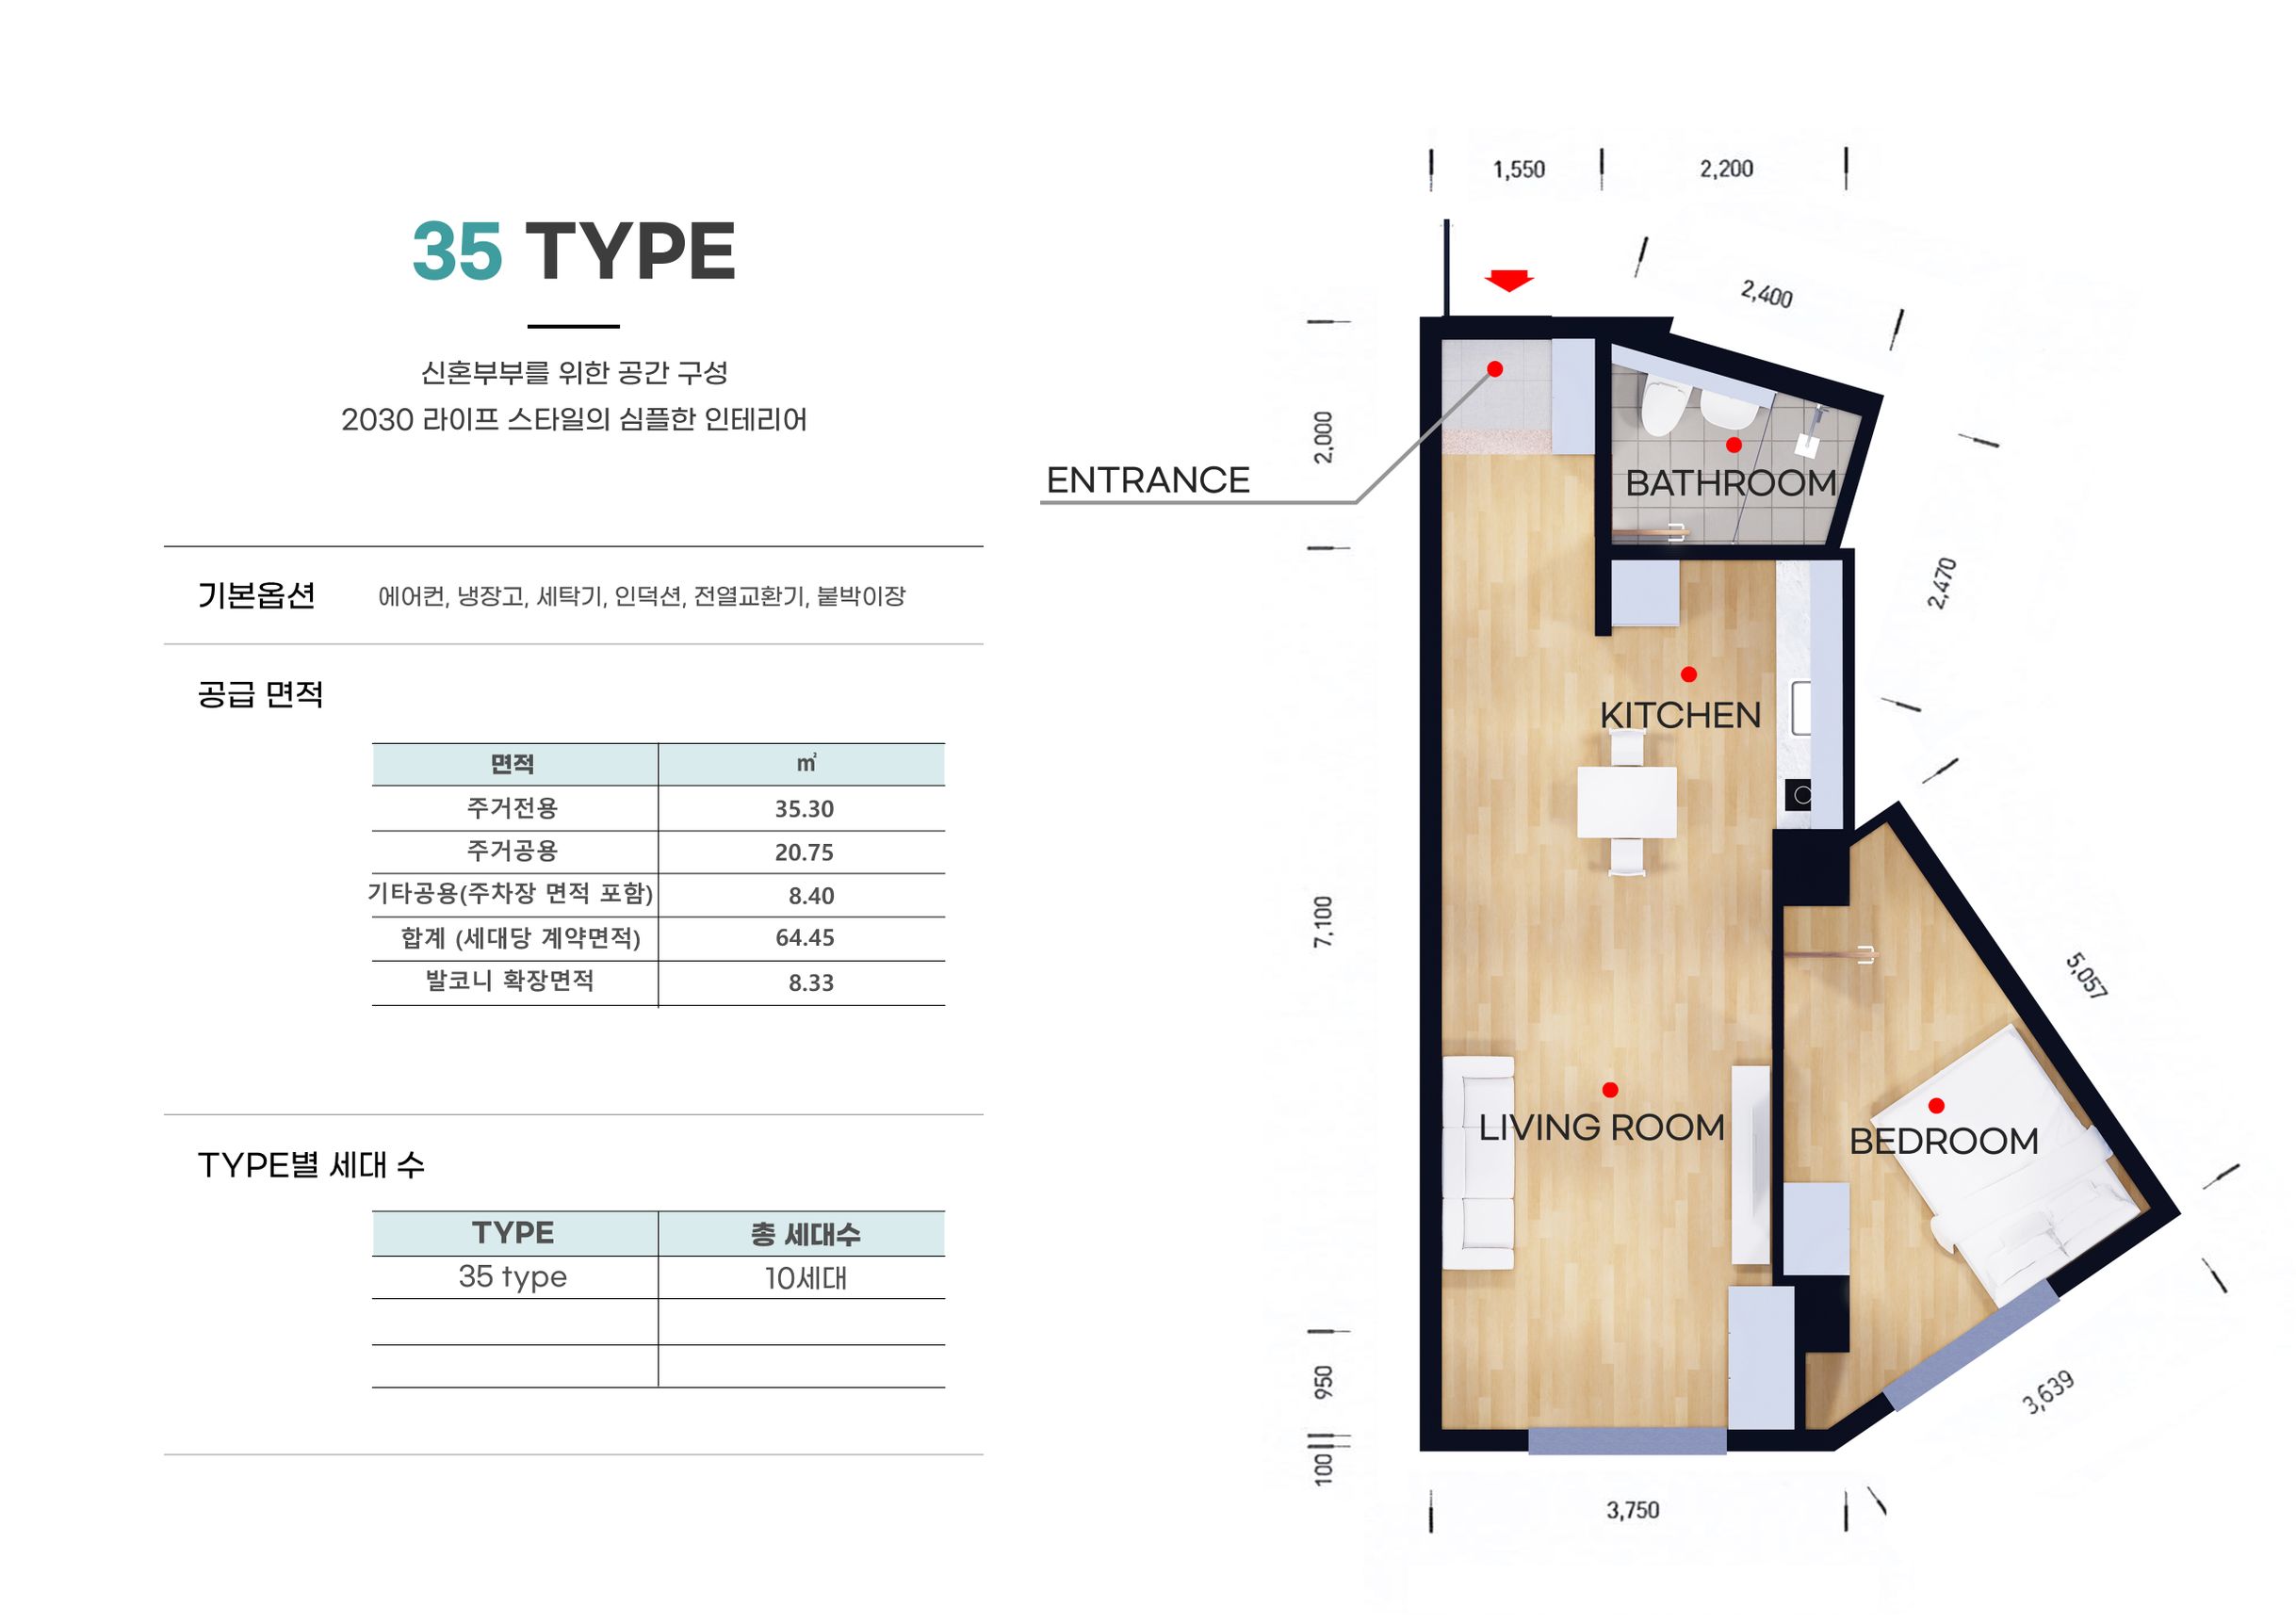 35 TYPE
신혼부부를 위한 공간 구성
2030 라이프 스타일의 심플한 인테리어
기본옵션 에어컨, 냉장고, 세탁기, 인덕션, 전열교환기, 붙박이장
공급 면적
면적 ㎡
주거전용 35.30
주거공용 20.75
기타공용(주차장 면적 포함) 8.40
합계 (세대당 계약면적) 64.45
발코니 확장면적 8.33
TYPE별 세대 수
TYPE 총 세대수
35 type 10세대
1,550 2,200
2,400
2,000
ENTRANCE
BATHROOM
2,470
KITCHEN
7,100
5,057
LIVING ROOM
BEDROOM
950
3,639
100
3,750